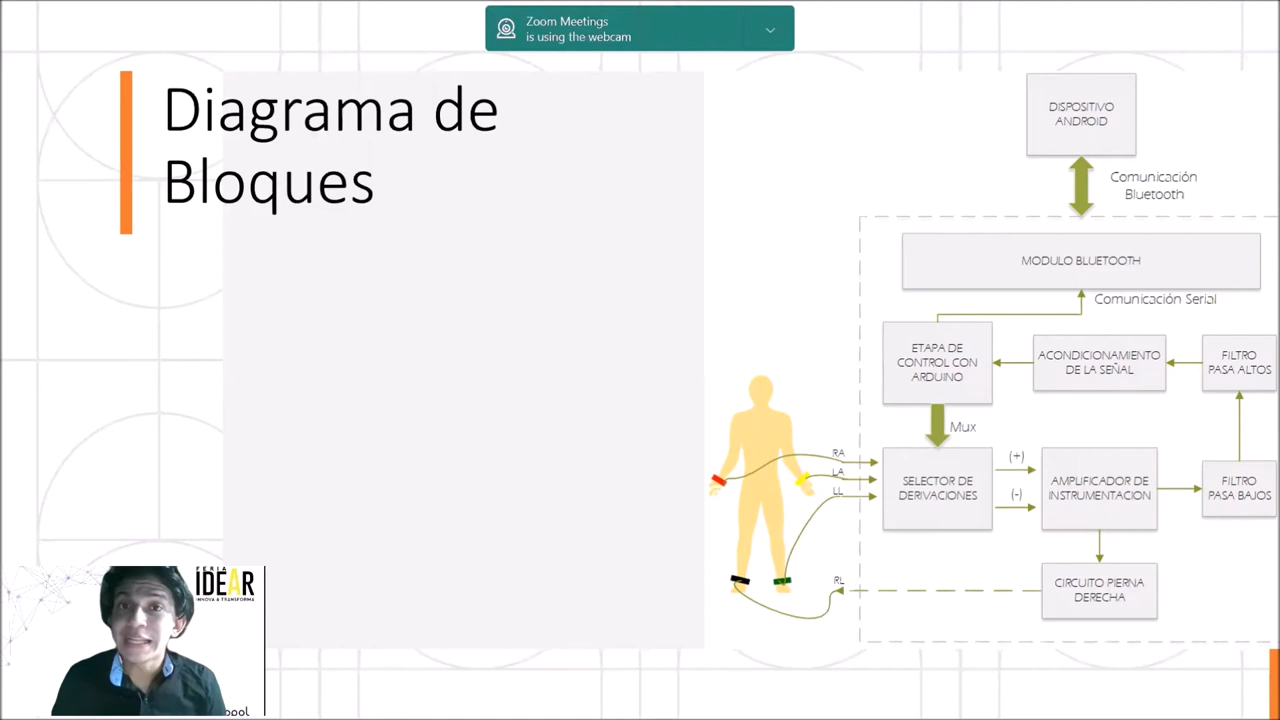 Zoom Meetings
is using the webcam
Diagrama de
Bloques
DISPOSITIVO
ANDROID
Comunicación
Bluetooth
MODULO BLUETOOTH
Comunicación Serial
ETAPA DE
CONTROL CON
ARDUINO
ACONDICIONAMIENTO
DE LA SEÑAL
FILTRO
PASA ALTOS
Mux
RA
LA
LL
SELECTOR DE
DERIVACIONES
(+)
(-)
AMPLIFICADOR DE
INSTRUMENTACION
FILTRO
PASA BAJOS
RL
CIRCUITO PIERNA
DERECHA
FERIA
IDEAR
INNOVA & TRANSFORMA
pool